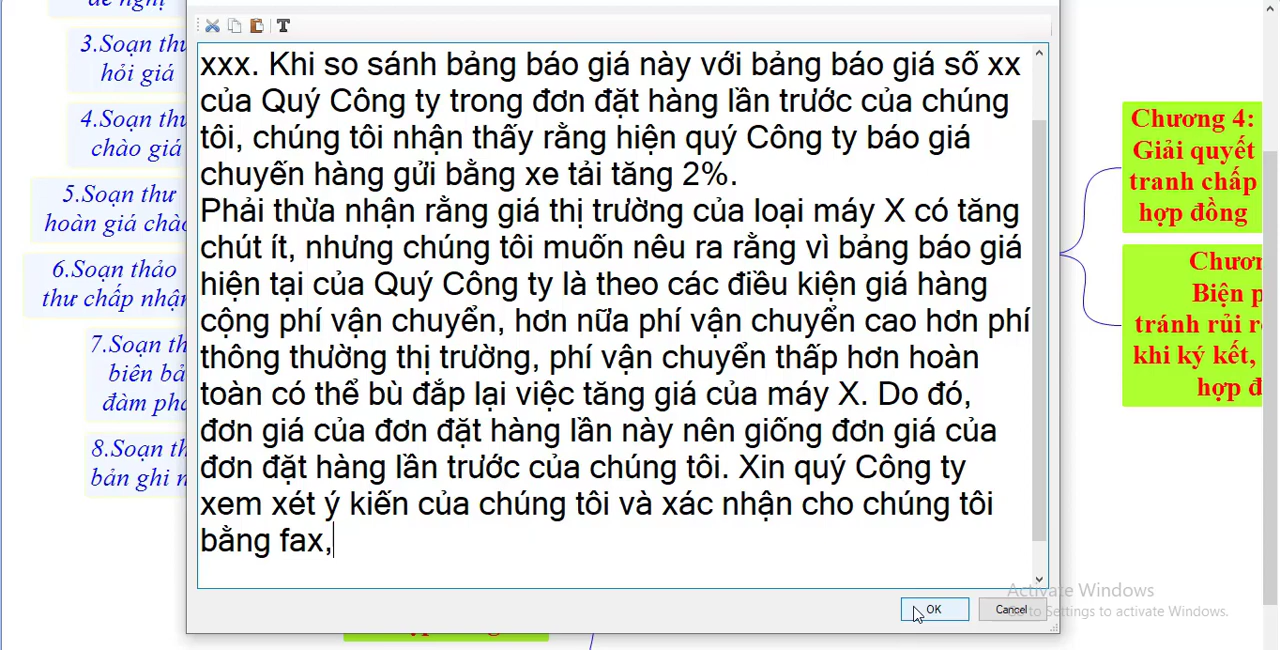 đề nghị
3.Soạn thư
hỏi giá
4.Soạn thư
chào giá
5.Soạn thư
hoàn giá chào
6.Soạn thảo
thư chấp nhận
7.Soạn th
biên bả
đàm phá
8.Soạn th
bản ghi n
xxx. Khi so sánh bảng báo giá này với bảng báo giá số xx
của Quý Công ty trong đơn đặt hàng lần trước của chúng
tôi, chúng tôi nhận thấy rằng hiện quý Công ty báo giá
chuyến hàng gửi bằng xe tải tăng 2%.
Phải thừa nhận rằng giá thị trường của loại máy X có tăng
chút ít, nhưng chúng tôi muốn nêu ra rằng vì bảng báo giá
hiện tại của Quý Công ty là theo các điều kiện giá hàng
cộng phí vận chuyển, hơn nữa phí vận chuyển cao hơn phí
thông thường thị trường, phí vận chuyển thấp hơn hoàn
toàn có thể bù đắp lại việc tăng giá của máy X. Do đó,
đơn giá của đơn đặt hàng lần này nên giống đơn giá của
đơn đặt hàng lần trước của chúng tôi. Xin quý Công ty
xem xét ý kiến của chúng tôi và xác nhận cho chúng tôi
bằng fax,
OK
Cancel
Chương 4:
Giải quyết
tranh chấp
hợp đồng
Chươn
Biện p
tránh rủi r
khi ký kết,
hợp đ
Activate Windows
Go to Settings to activate Windows.